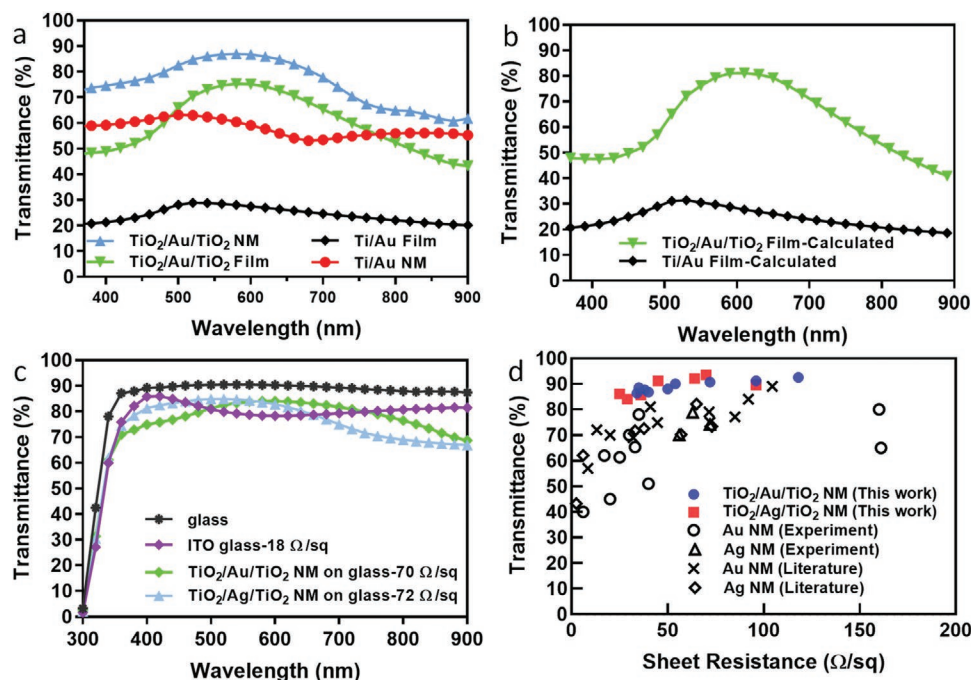 a
Transmittance (%)
100
90
80
70
60
50
40
30
20
10
0
TiO₂/Au/TiO₂ NM
TiO₂/Au/TiO₂ Film
Ti/Au Film
Ti/Au NM
400 500 600 700 800 900
Wavelength (nm)
b
Transmittance (%)
100
90
80
70
60
50
40
30
20
10
0
TiO₂/Au/TiO₂ Film-Calculated
Ti/Au Film-Calculated
400 500 600 700 800 900
Wavelength (nm)
c
Transmittance (%)
100
90
80
70
60
50
40
30
20
10
0
glass
ITO glass-18 Ω/sq
TiO₂/Au/TiO₂ NM on glass-70 Ω/sq
TiO₂/Ag/TiO₂ NM on glass-72 Ω/sq
300 400 500 600 700 800 900
Wavelength (nm)
d
Transmittance (%)
100
90
80
70
60
50
40
30
20
10
0
TiO₂/Au/TiO₂ NM (This work)
TiO₂/Ag/TiO₂ NM (This work)
Au NM (Experiment)
Ag NM (Experiment)
Au NM (Literature)
Ag NM (Literature)
0 50 100 150 200
Sheet Resistance (Ω/sq)